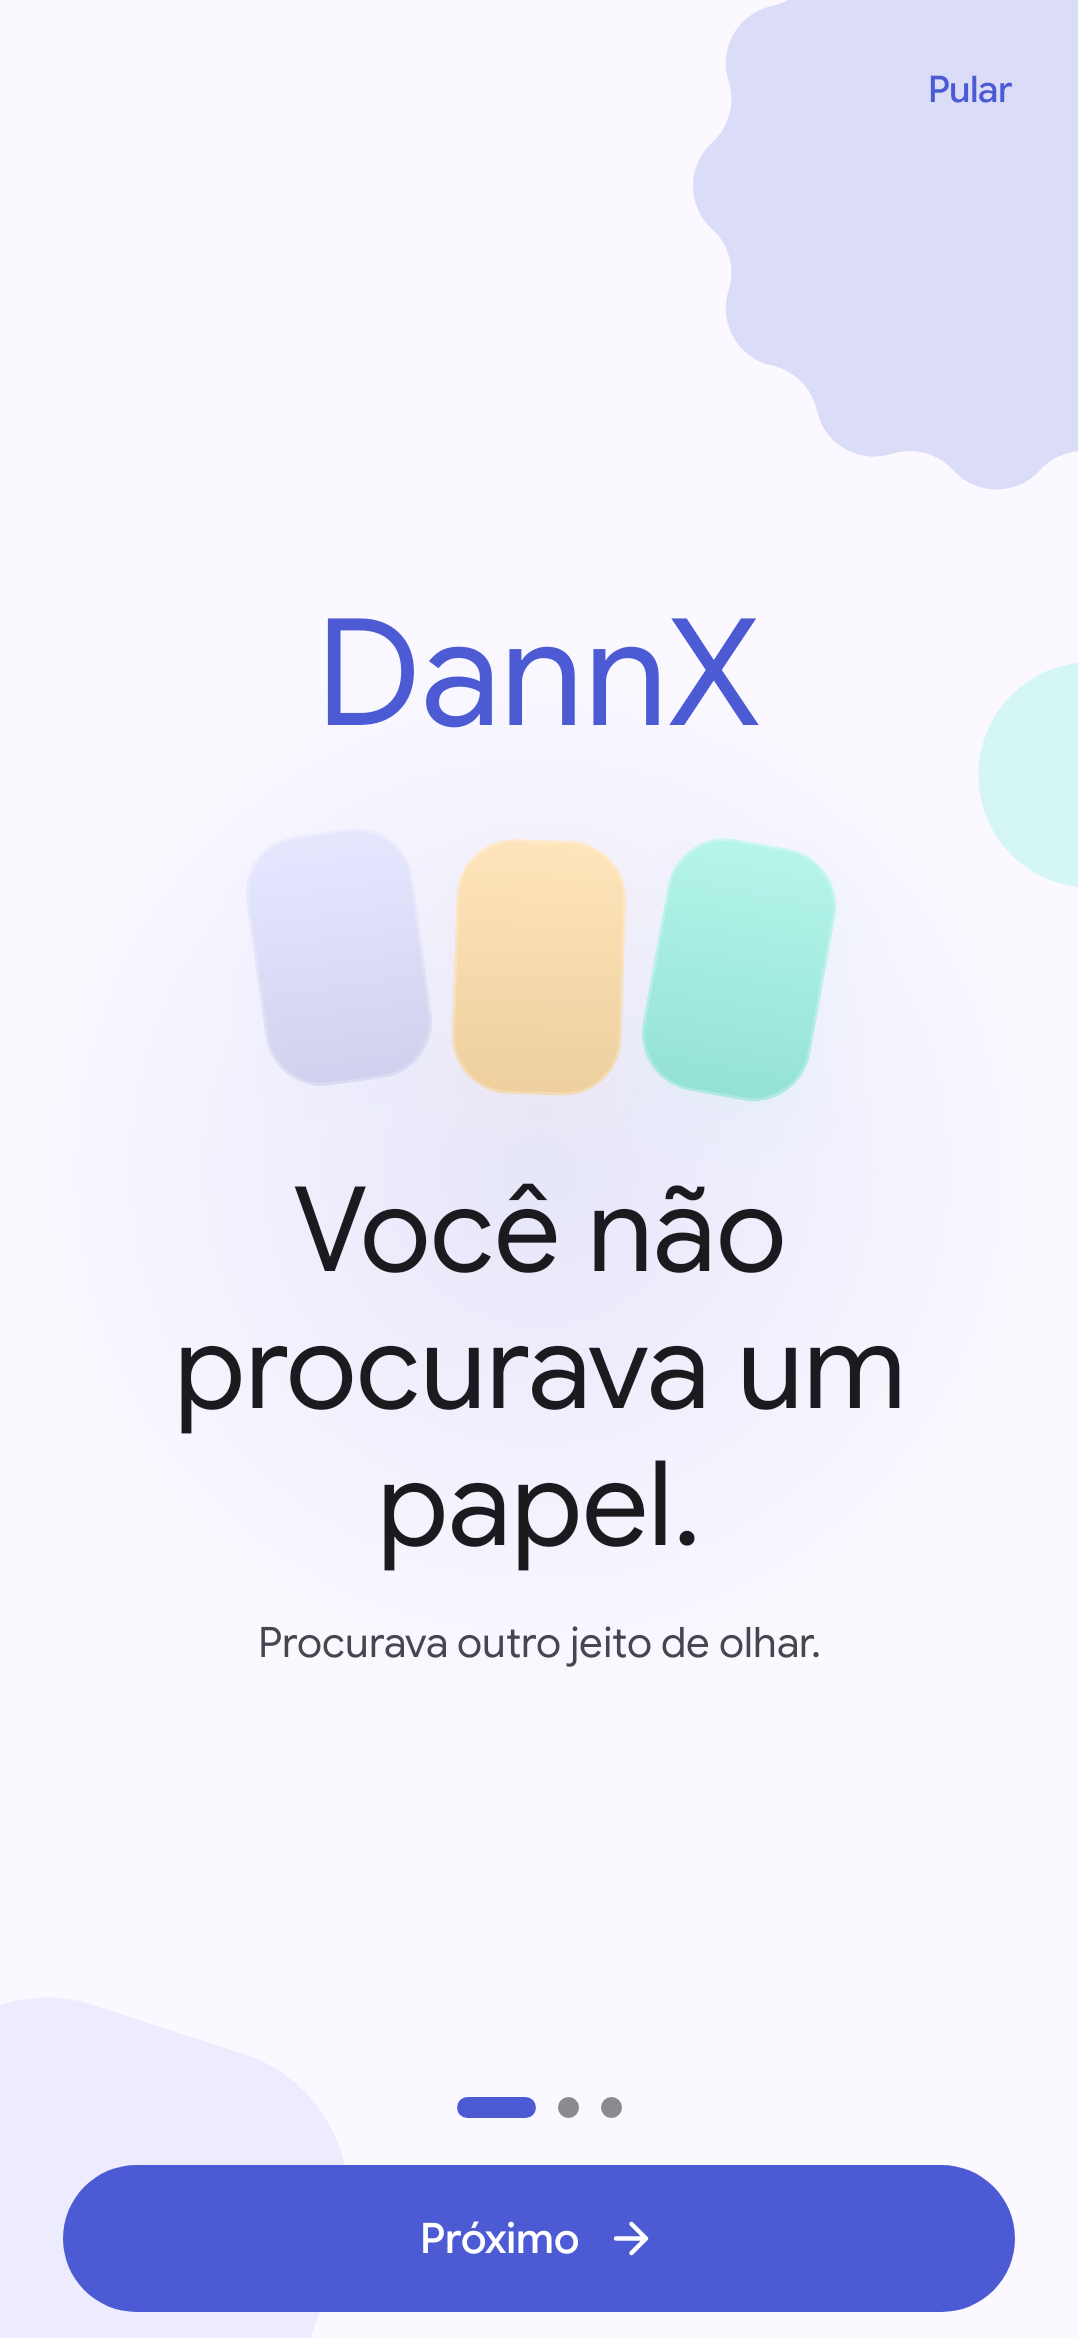 Pular
DannX
Você não
procurava um
papel.
Procurava outro jeito de olhar.
Próximo